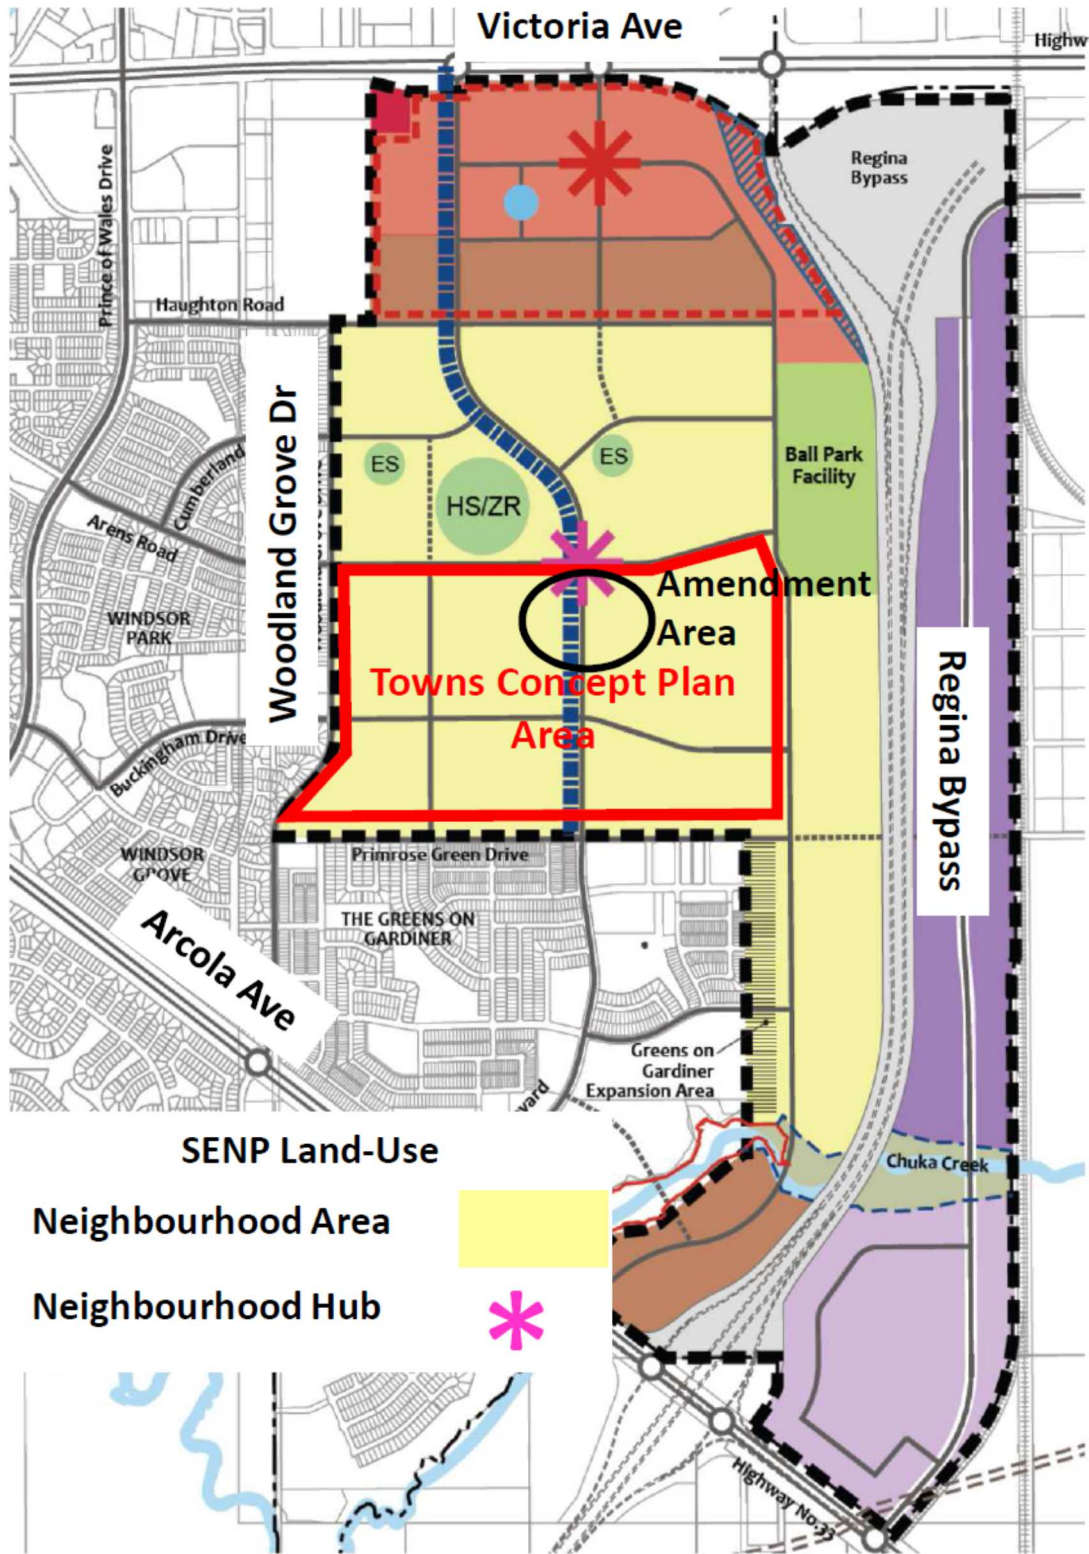 Victoria Ave
Highw
Regina
Bypass
Prince of Wales Drive
Haughton Road
Woodland Grove Dr
Cumberland
Arens Road
ES
HS/ZR
ES
Ball Park
Facility
WINDSOR
PARK
Amendment
Area
Towns Concept Plan
Area
Regina Bypass
Buckingham Drive
WINDSOR
GROVE
Primrose Green Drive
Arcola Ave
THE GREENS ON
GARDINER
Greens on
Gardiner
Expansion Area
vard
SENP Land-Use
Neighbourhood Area
Neighbourhood Hub
Chuka Creek
Highway No.33